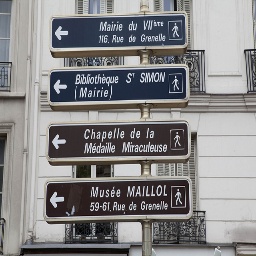 Mairie du VIIème
116, Rue de Grenelle
Bibliothèque St SIMON
(Mairie)
Chapelle de la
Médaille Miraculeuse
Musée MAILLOL
59-61, Rue de Grenelle